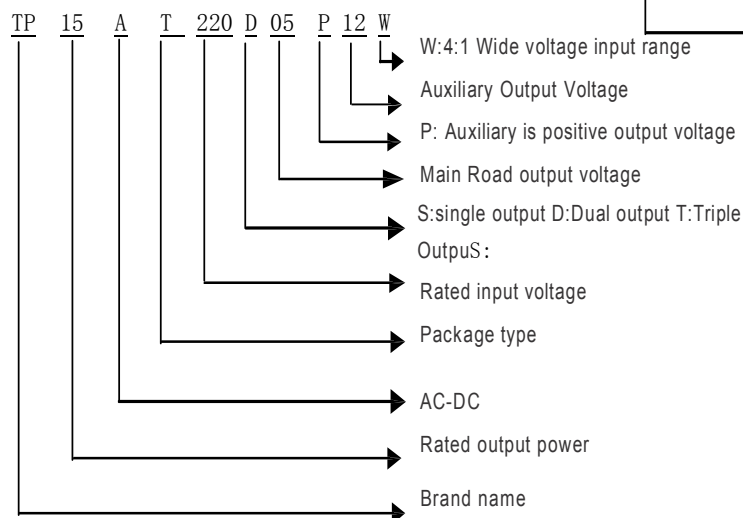 TP 15 A T 220 D 05 P 12 W
W:4:1 Wide voltage input range
Auxiliary Output Voltage
P: Auxiliary is positive output voltage
Main Road output voltage
S:single output D:Dual output T:Triple
OutpuS:
Rated input voltage
Package type
AC-DC
Rated output power
Brand name